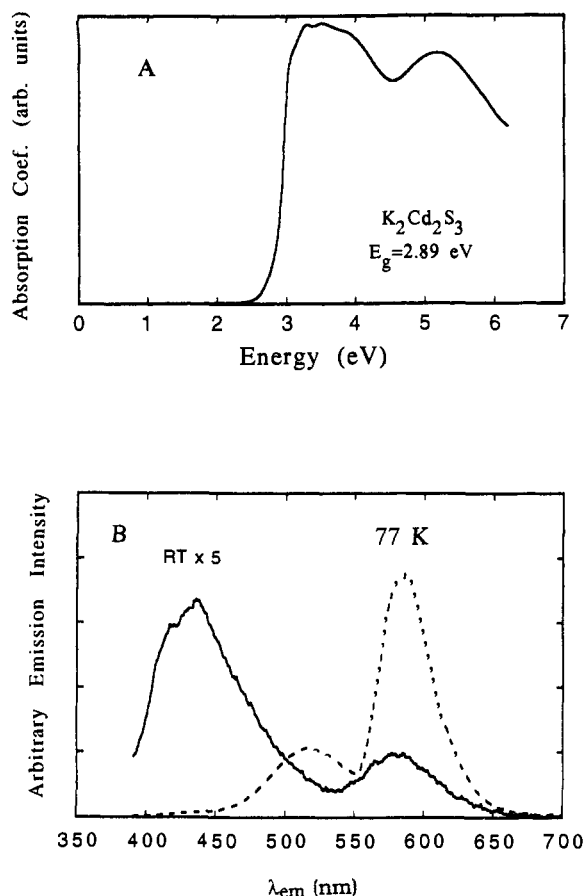 Absorption Coef. (arb. units)
A
K2Cd2S3
Eg=2.89 eV
0 1 2 3 4 5 6 7
Energy (eV)
Arbitrary Emission Intensity
B
RT x 5
77 K
350 400 450 500 550 600 650 700
λem (nm)